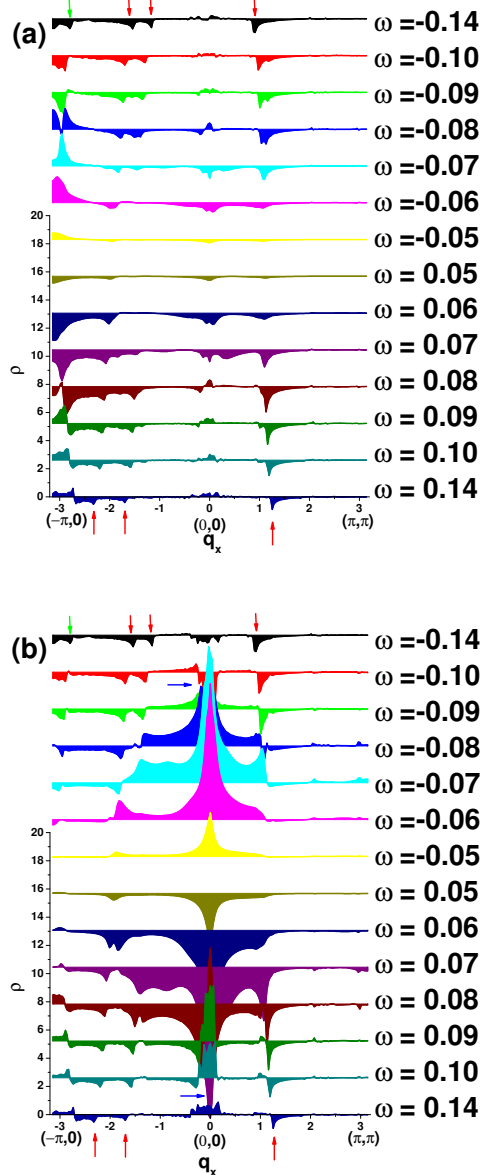 (a)
ω =-0.14
ω =-0.10
ω =-0.09
ω =-0.08
ω =-0.07
ω =-0.06
ω =-0.05
ω = 0.05
ω = 0.06
ω = 0.07
ω = 0.08
ω = 0.09
ω = 0.10
ω = 0.14
20
18
16
14
12
10
8
6
4
2
0
ρ
-3 -2 -1 0 1 2 3
(−π,0) (0,0) (π,π)
qx
(b)
ω =-0.14
ω =-0.10
ω =-0.09
ω =-0.08
ω =-0.07
ω =-0.06
ω =-0.05
ω = 0.05
ω = 0.06
ω = 0.07
ω = 0.08
ω = 0.09
ω = 0.10
ω = 0.14
20
18
16
14
12
10
8
6
4
2
0
ρ
-3 -2 -1 0 1 2 3
(−π,0) (0,0) (π,π)
qx